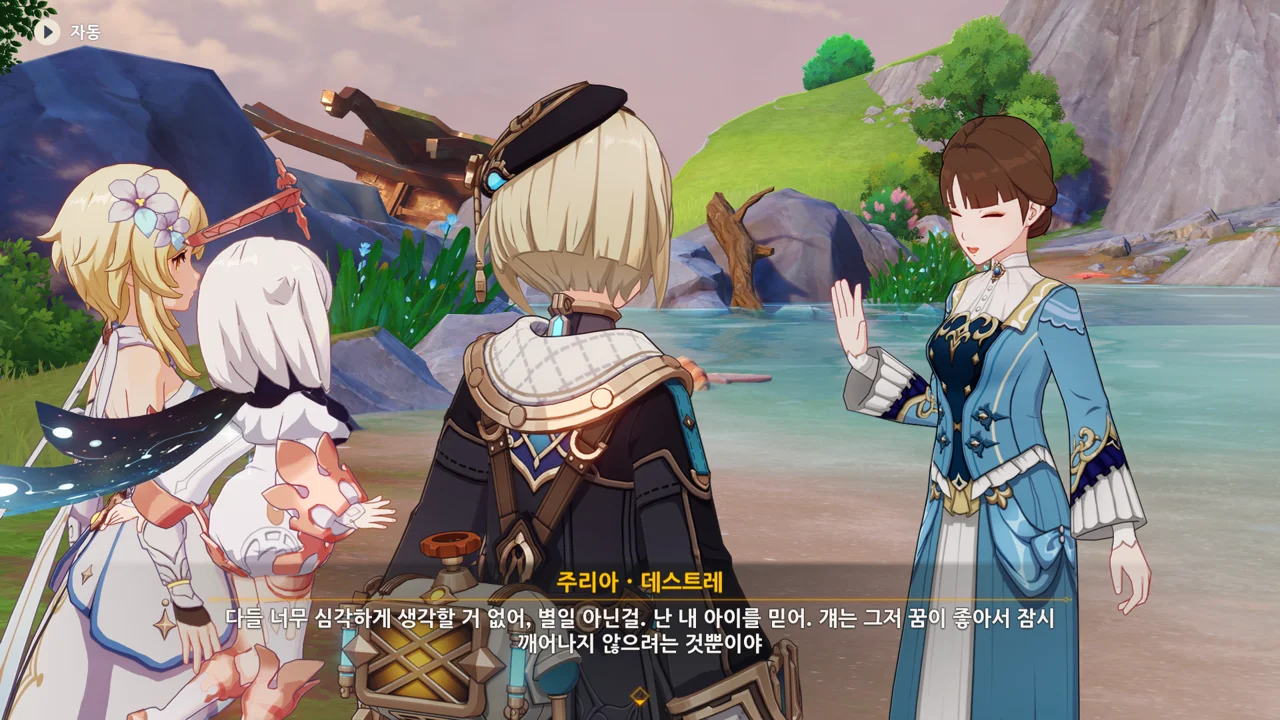 자동
주리아 · 데스트레
다들 너무 심각하게 생각할 거 없어, 별일 아닌걸. 난 내 아이를 믿어. 걔는 그저 꿈이 좋아서 잠시
깨어나지 않으려는 것뿐이야